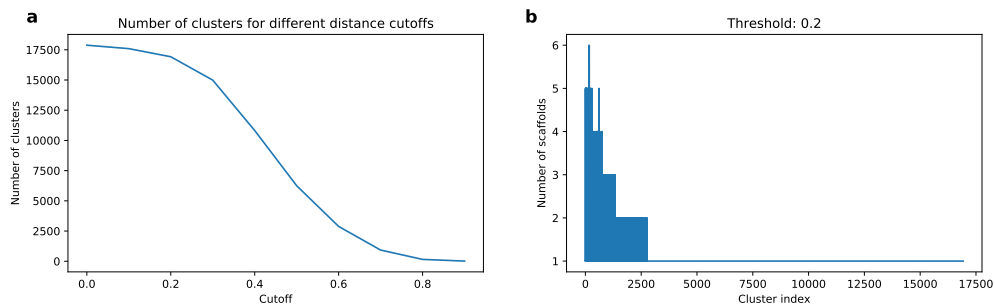 a
Number of clusters for different distance cutoffs
17500
15000
12500
10000
7500
5000
2500
0
Number of clusters
0.0 0.2 0.4 0.6 0.8
Cutoff
b
Threshold: 0.2
6
5
4
3
2
1
Number of scaffolds
0 2500 5000 7500 10000 12500 15000 17500
Cluster index